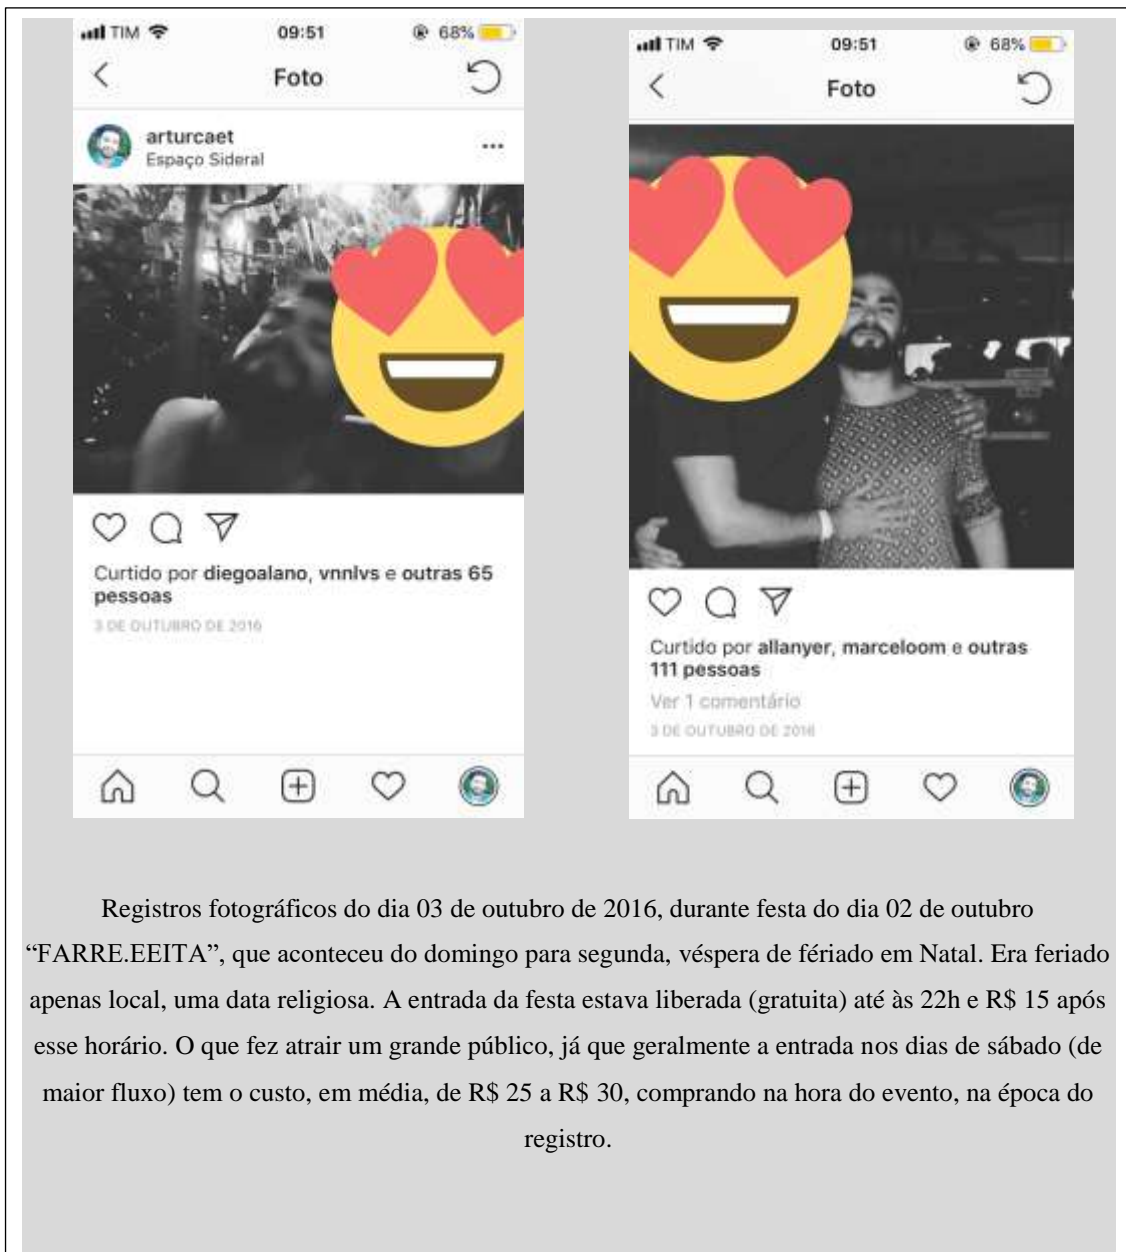 TIM 09:51 68%
Foto
arturcaet
Espaço Sideral
Curtido por diegoalano, vnnlvs e outras 65
pessoas
3 DE OUTUBRO DE 2016
TIM 09:51 68%
Foto
Curtido por allanyer, marceloom e outras
111 pessoas
Ver 1 comentário
3 DE OUTUBRO DE 2016
Registros fotográficos do dia 03 de outubro de 2016, durante festa do dia 02 de outubro
“FARRE.EEITA”, que aconteceu do domingo para segunda, véspera de fériado em Natal. Era feriado
apenas local, uma data religiosa. A entrada da festa estava liberada (gratuita) até às 22h e R$ 15 após
esse horário. O que fez atrair um grande público, já que geralmente a entrada nos dias de sábado (de
maior fluxo) tem o custo, em média, de R$ 25 a R$ 30, comprando na hora do evento, na época do
registro.